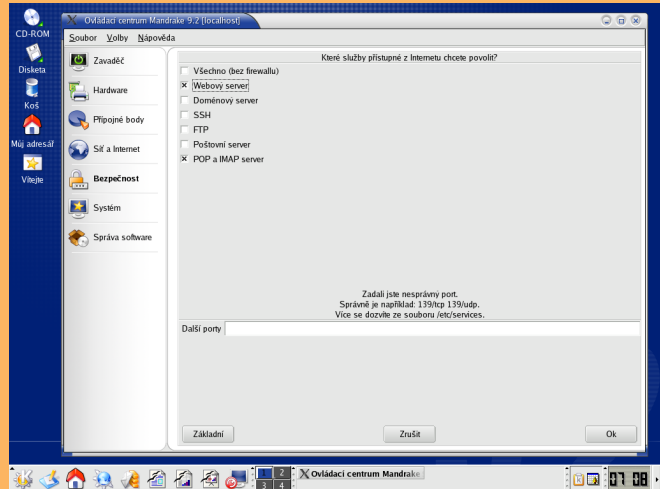 Ovládací centrum Mandrake 9.2 [localhost]
Soubor Volby Nápověda
CD-ROM
Disketa
Koš
Můj adresář
Vítejte
Zavaděč
Hardware
Přípojné body
Síť a Internet
Bezpečnost
Systém
Správa software
Které služby přístupné z Internetu chcete povolit?
Všechno (bez firewallu)
Webový server
Doménový server
SSH
FTP
Poštovní server
POP a IMAP server
Zadali jste nesprávný port.
Správně je například: 139/tcp 139/udp.
Více se dozvíte ze souboru /etc/services.
Další porty
Základní Zrušit Ok
1 2
3 4
Ovládací centrum Mandrake
07 08